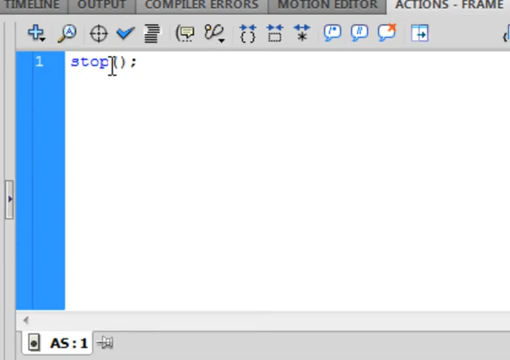 TIMELINE OUTPUT COMPILER ERRORS MOTION EDITOR ACTIONS - FRAME
1 stop();
AS:1